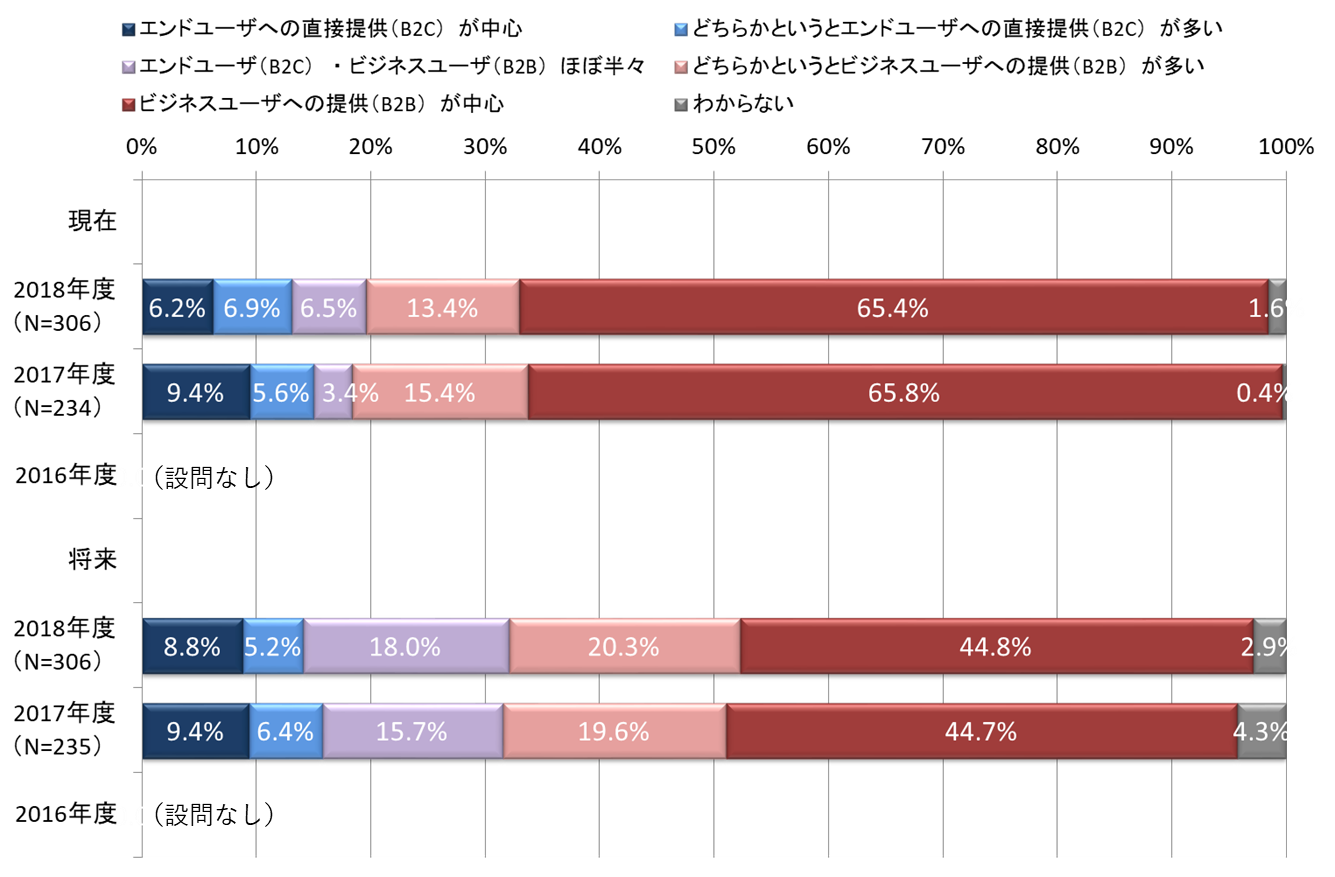 エンドユーザへの直接提供（B2C）が中心
どちらかというとエンドユーザへの直接提供（B2C）が多い
エンドユーザ（B2C）・ビジネスユーザ（B2B）ほぼ半々
どちらかというとビジネスユーザへの提供（B2B）が多い
ビジネスユーザへの提供（B2B）が中心
わからない
0% 10% 20% 30% 40% 50% 60% 70% 80% 90% 100%
現在
2018年度
（N=306）
6.2% 6.9% 6.5% 13.4% 65.4% 1.6
2017年度
（N=234）
9.4% 5.6% 3.4% 15.4% 65.8% 0.4%
2016年度
（設問なし）
将来
2018年度
（N=306）
8.8% 5.2% 18.0% 20.3% 44.8% 2.9%
2017年度
（N=235）
9.4% 6.4% 15.7% 19.6% 44.7% 4.3%
2016年度
（設問なし）